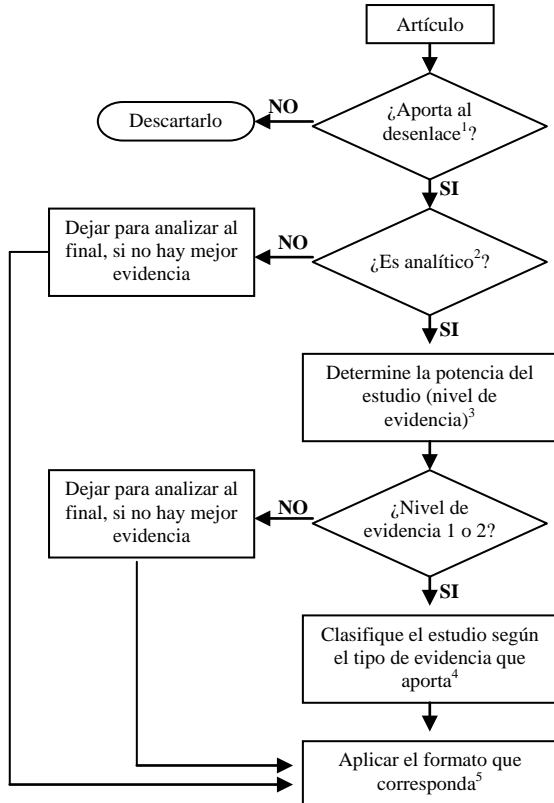 Artículo
¿Aporta al
desenlace¹?
NO
Descartarlo
SI
¿Es analítico²?
NO
Dejar para analizar al
final, si no hay mejor
evidencia
SI
Determine la potencia del
estudio (nivel de
evidencia)³
¿Nivel de
evidencia 1 o 2?
NO
Dejar para analizar al
final, si no hay mejor
evidencia
SI
Clasifique el estudio según
el tipo de evidencia que
aporta⁴
Aplicar el formato que
corresponda⁵